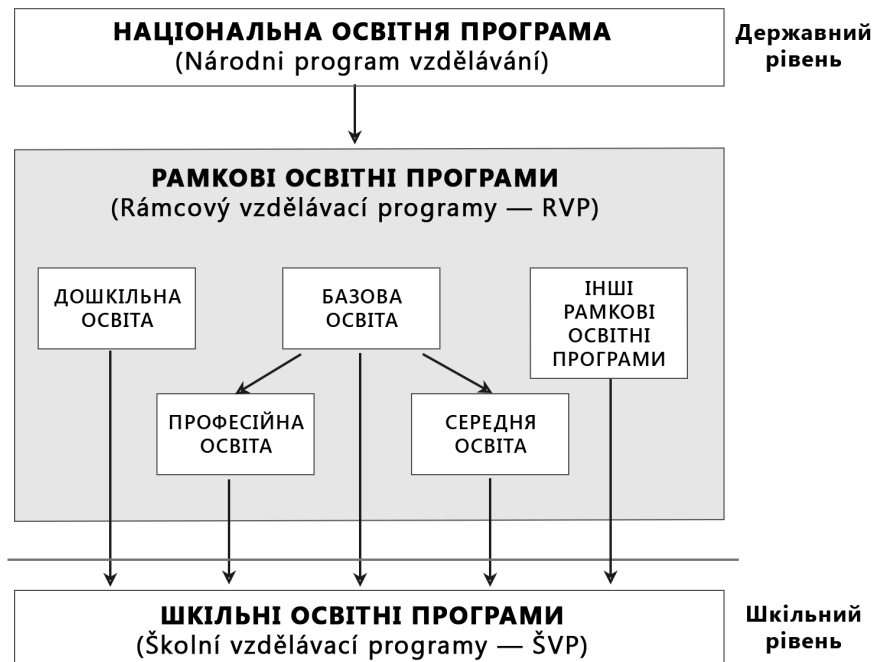 НАЦІОНАЛЬНА ОСВІТНЯ ПРОГРАМА
(Národni program vzdělávání)
Державний
рівень
РАМКОВІ ОСВІТНІ ПРОГРАМИ
(Rámcový vzdělávací programy — RVP)
ДОШКІЛЬНА
ОСВІТА
БАЗОВА
ОСВІТА
ІНШІ
РАМКОВІ
ОСВІТНІ
ПРОГРАМИ
ПРОФЕСІЙНА
ОСВІТА
СЕРЕДНЯ
ОСВІТА
ШКІЛЬНІ ОСВІТНІ ПРОГРАМИ
(Školní vzdělávací programy — ŠVP)
Шкільний
рівень